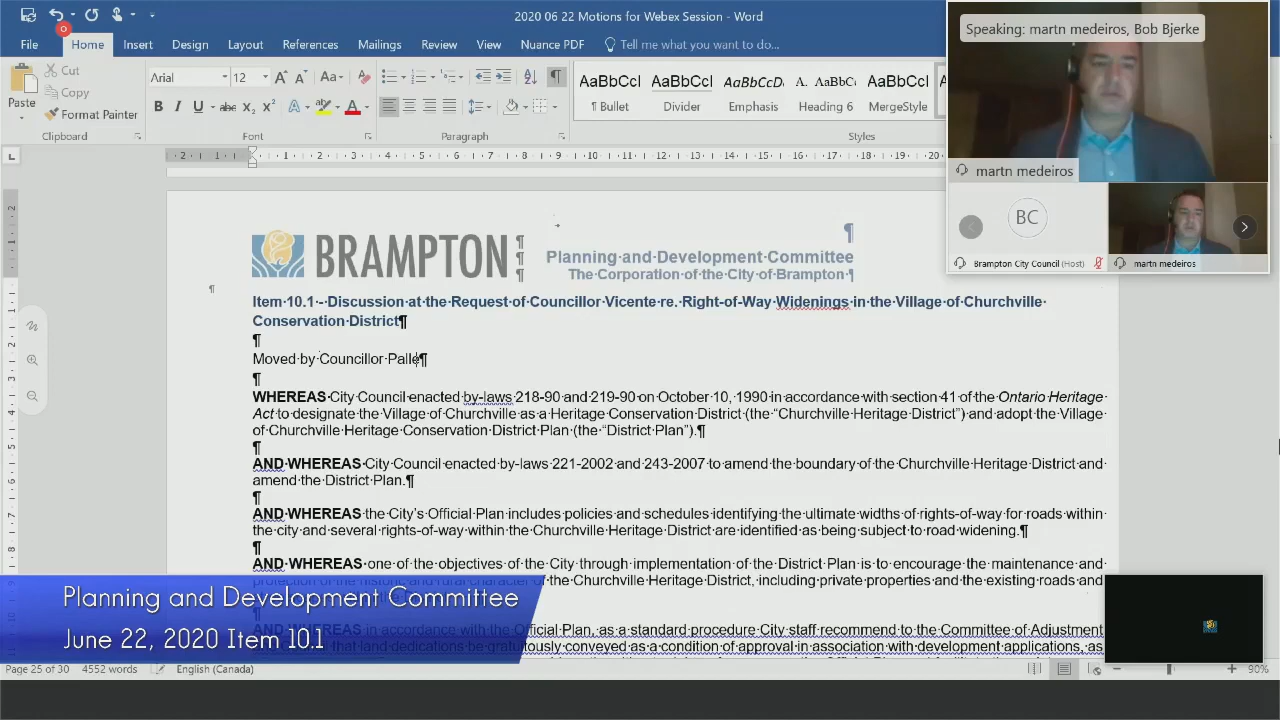 2020 06 22 Motions for Webex Session - Word
File Home Insert Design Layout References Mailings Review View Nuance PDF Tell me what you want to do...
Paste Cut Copy Format Painter
Clipboard
Arial 12
Font
Paragraph
AaBbCcI AaBbCcI AaBbCcDc A. AaBbC AaBbCcI
¶ Bullet Divider Emphasis Heading 6 MergeStyle
Styles
Speaking: martn medeiros, Bob Bjerke
martn medeiros
BC
Brampton City Council (Host) martn medeiros
BRAMPTON
Planning and Development Committee
The Corporation of the City of Brampton
Item 10.1 - Discussion at the Request of Councillor Vicente re. Right-of-Way Widenings in the Village of Churchville
Conservation District¶
Moved by Councillor Palle¶
WHEREAS City Council enacted by-laws 218-90 and 219-90 on October 10, 1990 in accordance with section 41 of the Ontario Heritage
Act to designate the Village of Churchville as a Heritage Conservation District (the “Churchville Heritage District”) and adopt the Village
of Churchville Heritage Conservation District Plan (the “District Plan”).¶
AND WHEREAS City Council enacted by-laws 221-2002 and 243-2007 to amend the boundary of the Churchville Heritage District and
amend the District Plan.¶
AND WHEREAS the City’s Official Plan includes policies and schedules identifying the ultimate widths of rights-of-way for roads within
the city and several rights-of-way within the Churchville Heritage District are identified as being subject to road widening.¶
AND WHEREAS one of the objectives of the City through implementation of the District Plan is to encourage the maintenance and
protection of the historic and rural character of the Churchville Heritage District, including private properties and the existing roads and
AND WHEREAS in accordance with the Official Plan, as a standard procedure City staff recommend to the Committee of Adjustment
that land dedications be gratuitously conveyed as a condition of approval in association with development applications, as
Planning and Development Committee
June 22, 2020 Item 10.1
Page 25 of 30 4552 words English (Canada) 90%